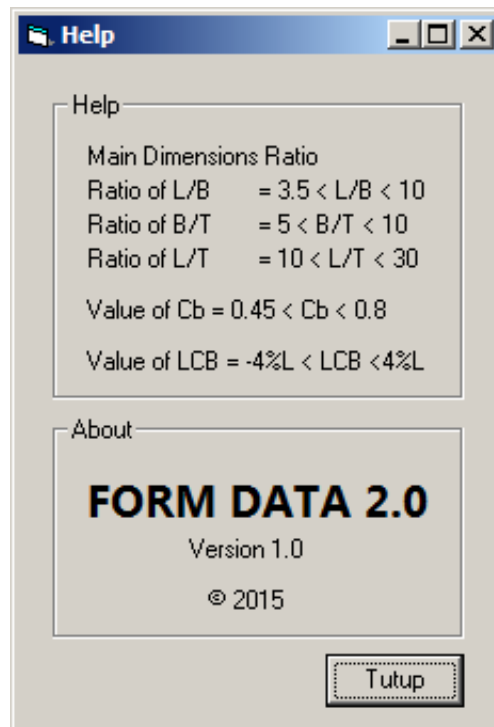 Help
Help
Main Dimensions Ratio
Ratio of L/B = 3.5 < L/B < 10
Ratio of B/T = 5 < B/T < 10
Ratio of L/T = 10 < L/T < 30
Value of Cb = 0.45 < Cb < 0.8
Value of LCB = -4%L < LCB <4%L
About
FORM DATA 2.0
Version 1.0
© 2015
Tutup